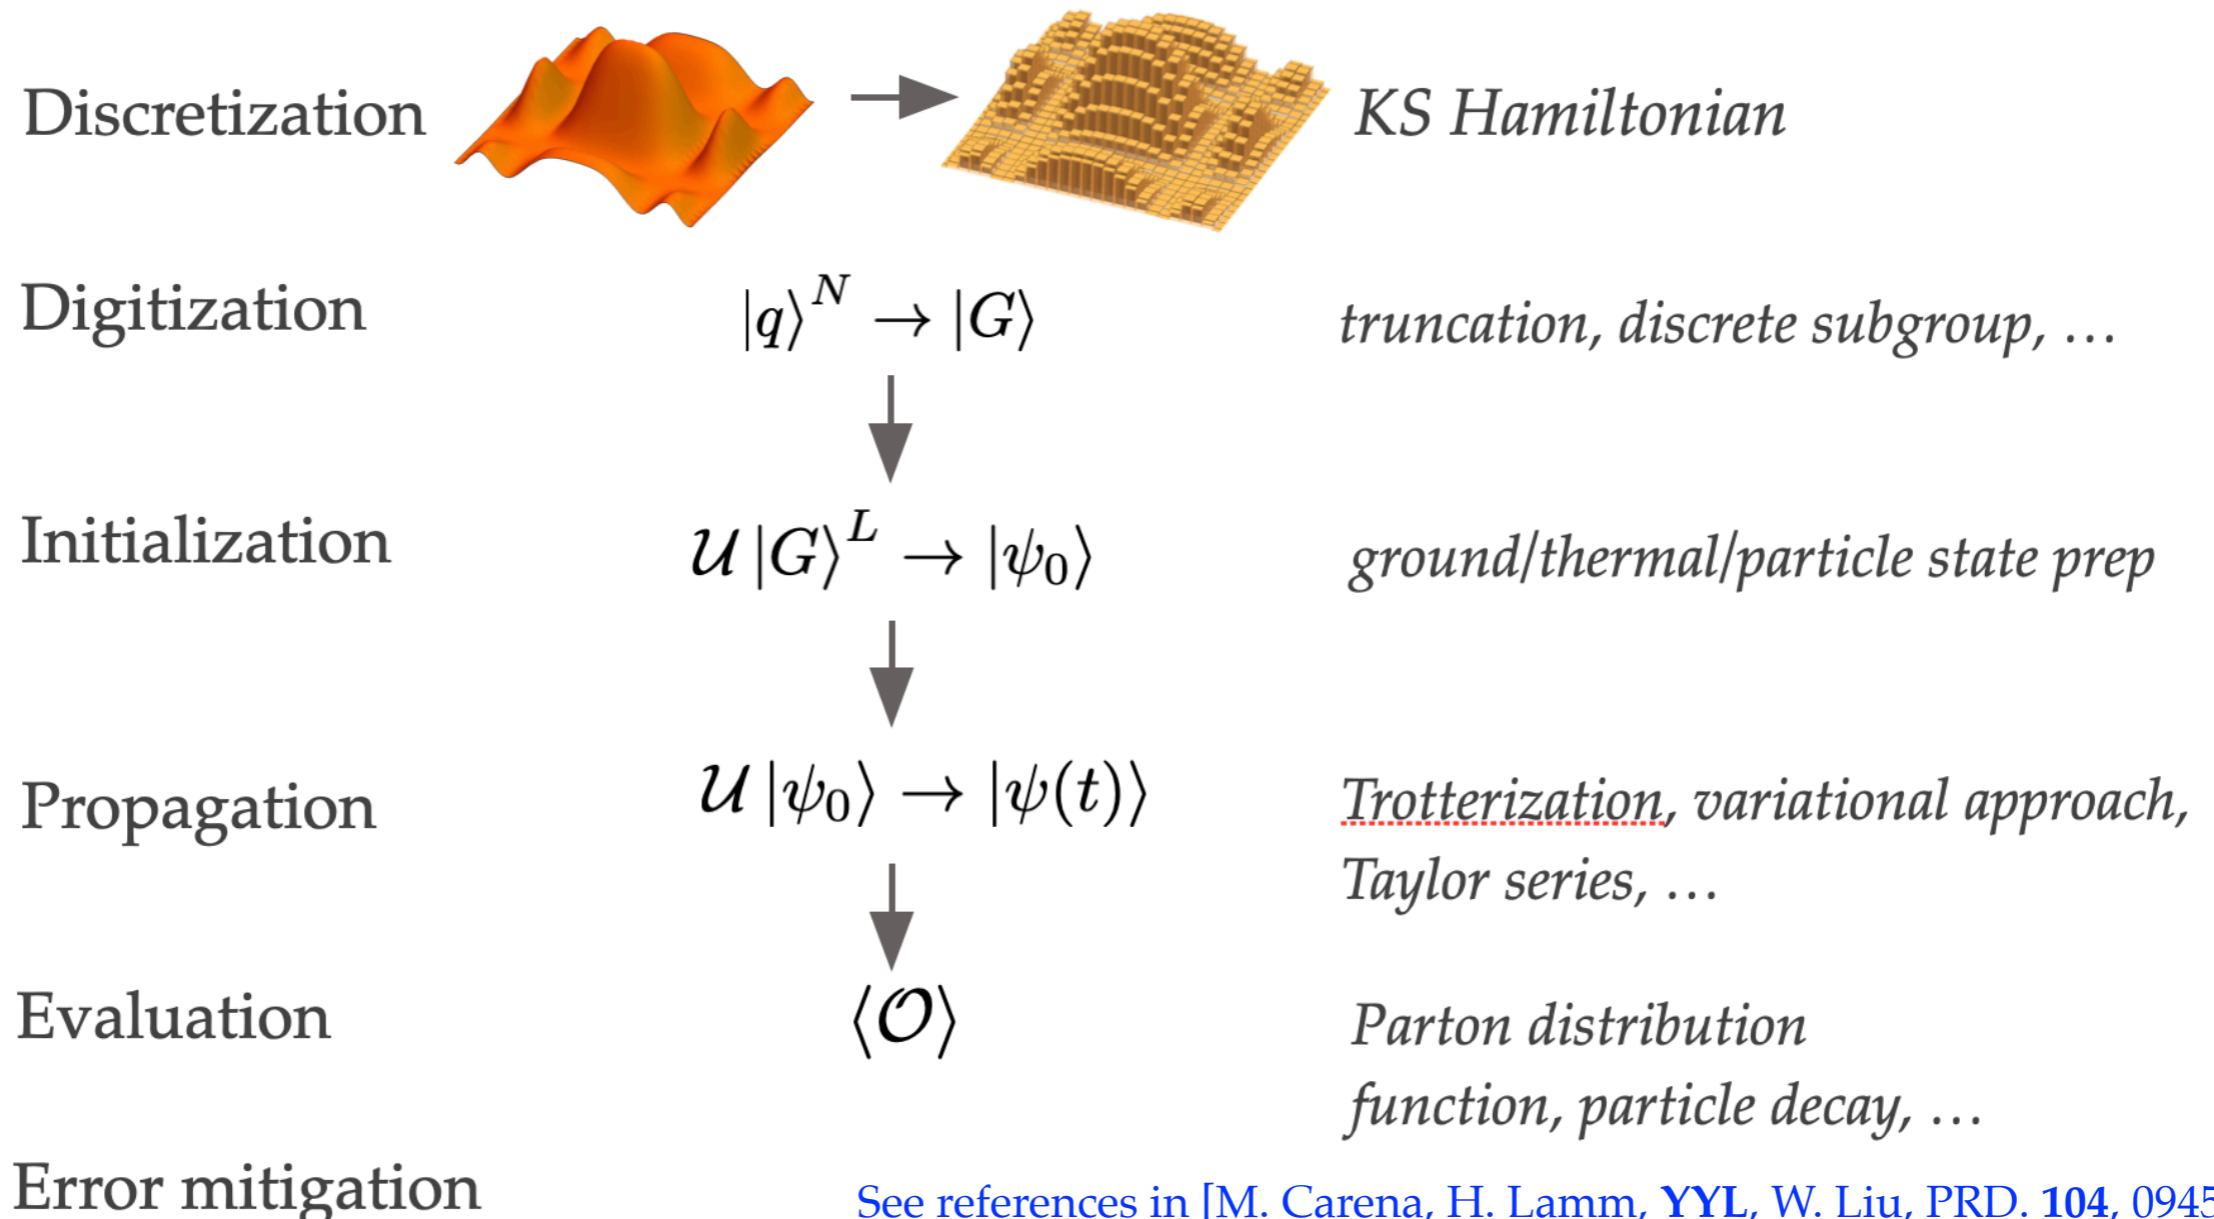 Discretization
KS Hamiltonian
Digitization
|q⟩^N → |G⟩
truncation, discrete subgroup, …
Initialization
𝒰 |G⟩^L → |ψ₀⟩
ground/thermal/particle state prep
Propagation
𝒰 |ψ₀⟩ → |ψ(t)⟩
Trotterization, variational approach,
Taylor series, …
Evaluation
⟨𝒪⟩
Parton distribution
function, particle decay, …
Error mitigation
See references in [M. Carena, H. Lamm, YYL, W. Liu, PRD. 104, 0945